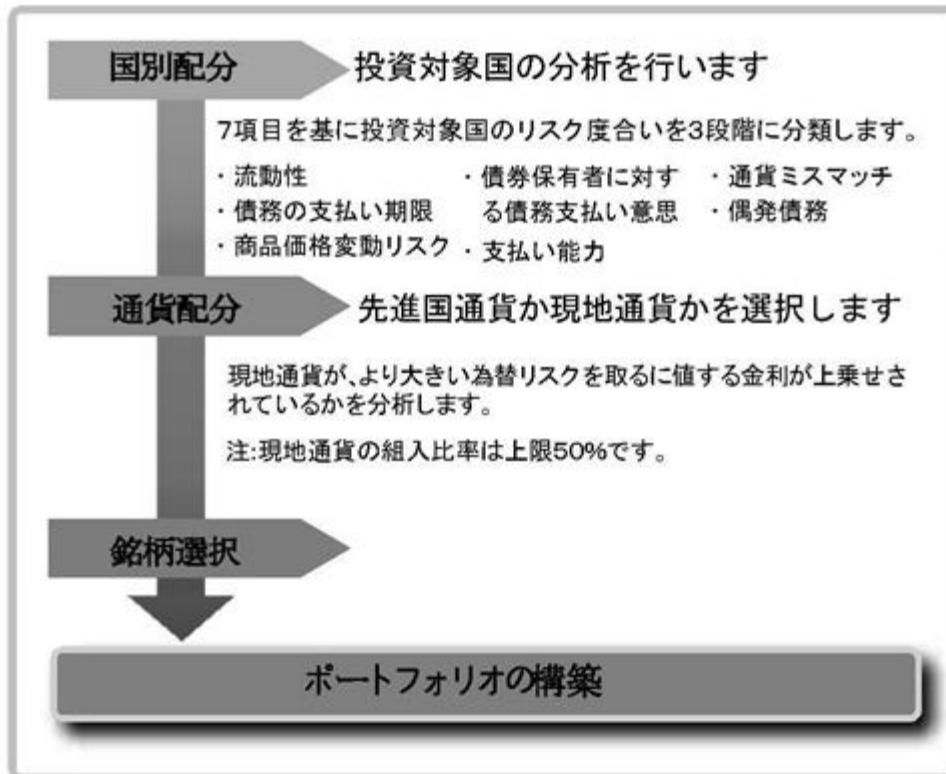 国別配分 投資対象国の分析を行います
7項目を基に投資対象国のリスク度合いを3段階に分類します。
・流動性
・債務の支払い期限
・商品価格変動リスク
・債券保有者に対す
る債務支払い意思
・支払い能力
・通貨ミスマッチ
・偶発債務
通貨配分 先進国通貨か現地通貨かを選択します
現地通貨が、より大きい為替リスクを取るに値する金利が上乗せさ
れているかを分析します。
注:現地通貨の組入比率は上限50%です。
銘柄選択
ポートフォリオの構築